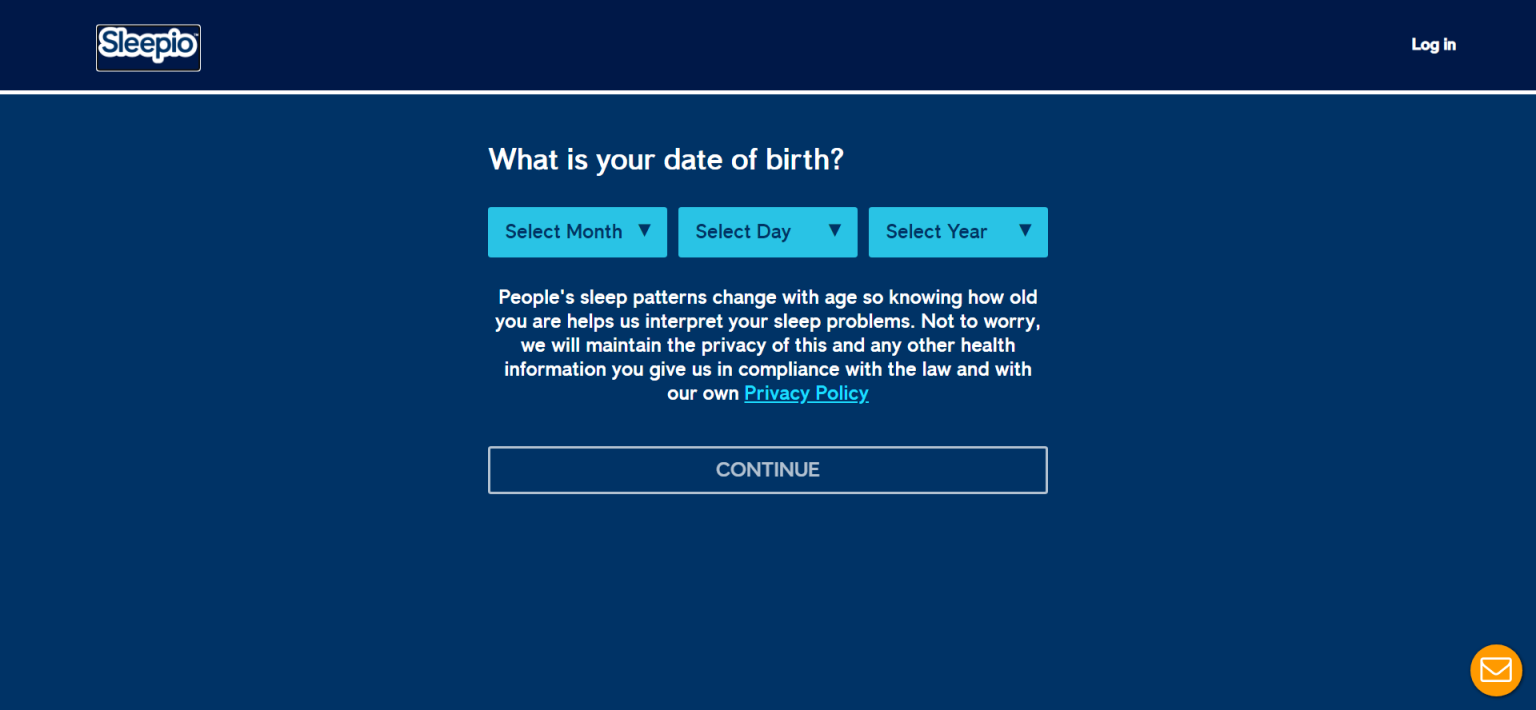 Sleepio™
Log in
What is your date of birth?
Select Month ▼
Select Day ▼
Select Year ▼
People's sleep patterns change with age so knowing how old
you are helps us interpret your sleep problems. Not to worry,
we will maintain the privacy of this and any other health
information you give us in compliance with the law and with
our own Privacy Policy
CONTINUE